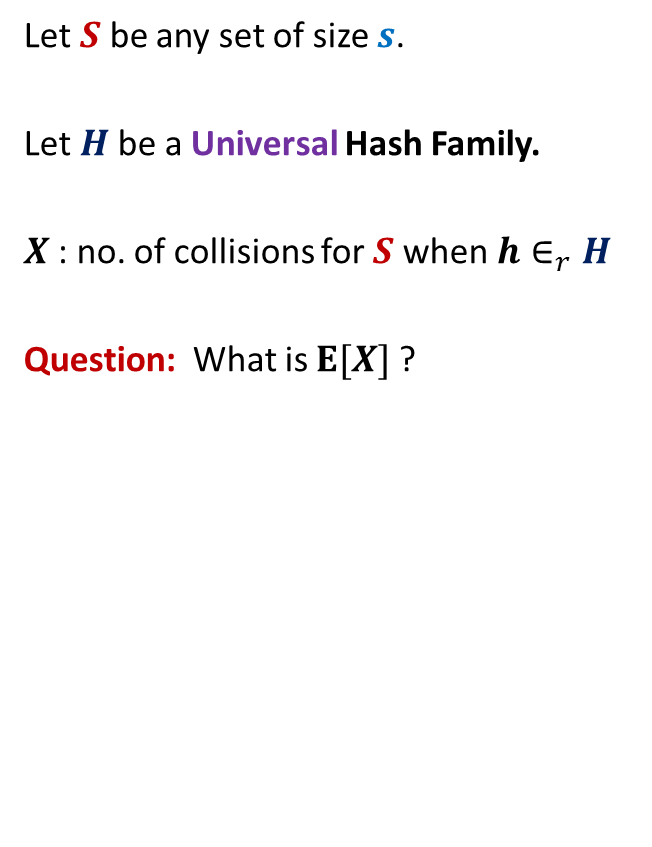 Let S be any set of size s.
Let H be a Universal Hash Family.
X : no. of collisions for S when h ∈r H
Question: What is E[X] ?